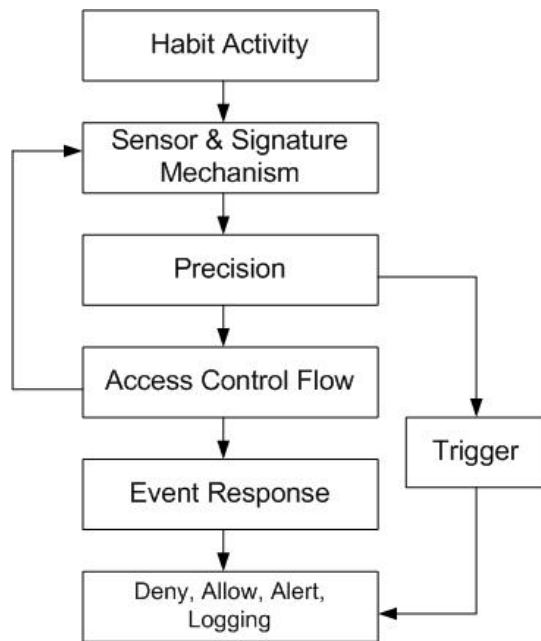 Habit Activity
Sensor & Signature
Mechanism
Precision
Access Control Flow
Trigger
Event Response
Deny, Allow, Alert,
Logging